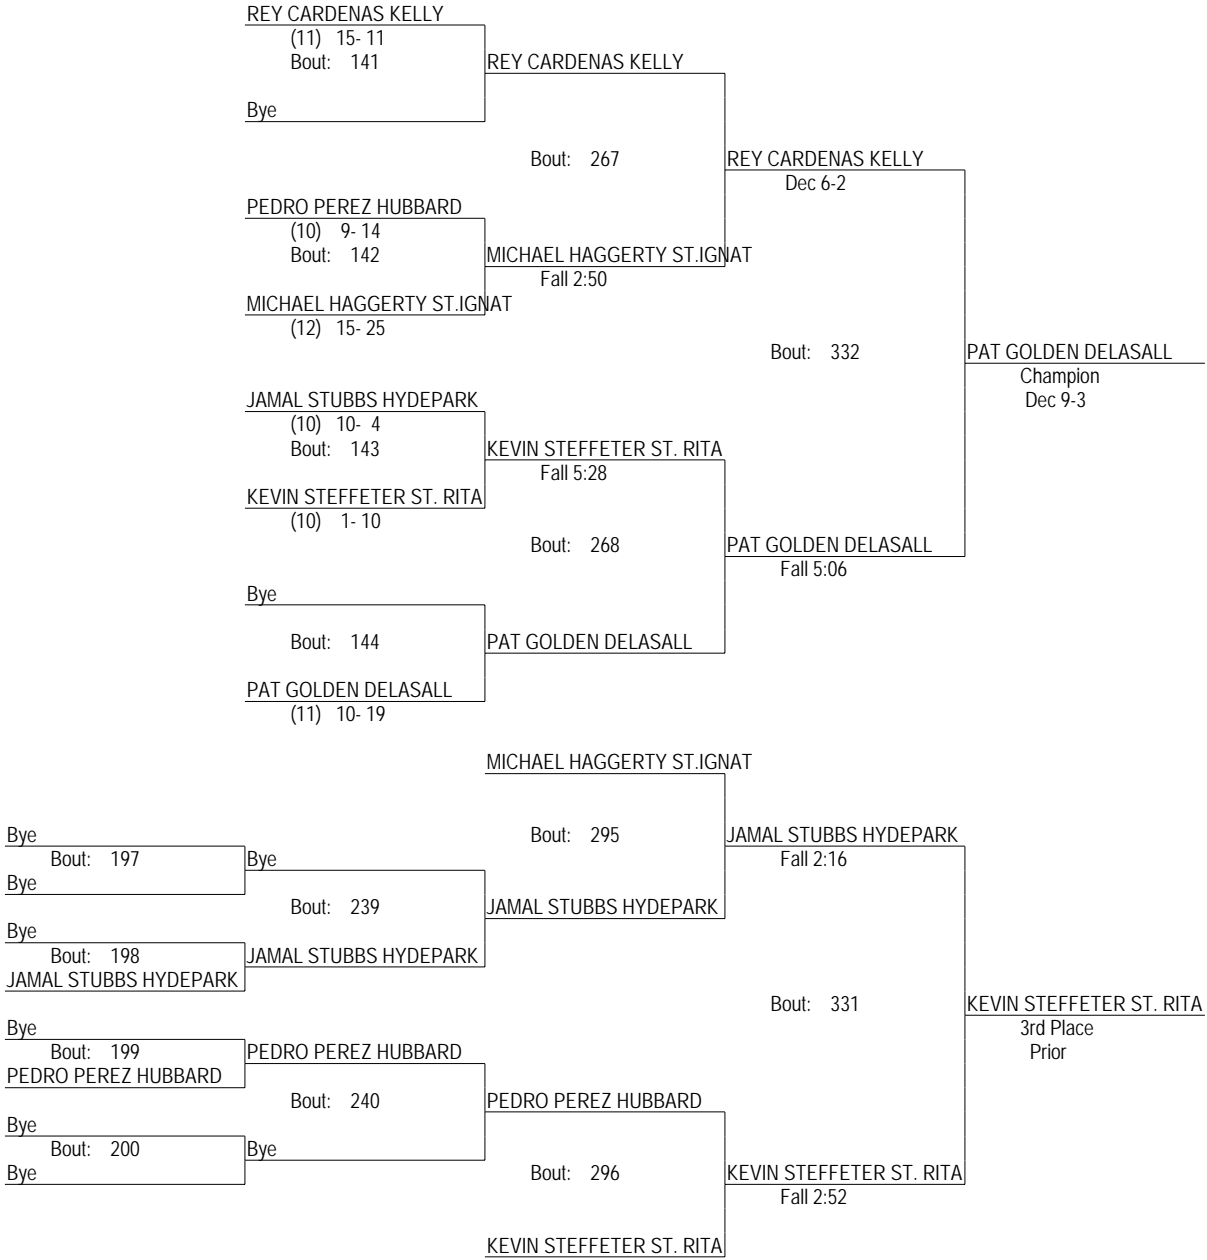 REY CARDENAS KELLY
(11) 15- 11
Bout: 141
REY CARDENAS KELLY
Bye
Bout: 267
REY CARDENAS KELLY
Dec 6-2
PEDRO PEREZ HUBBARD
(10) 9- 14
Bout: 142
MICHAEL HAGGERTY ST.IGNAT
Fall 2:50
MICHAEL HAGGERTY ST.IGNAT
(12) 15- 25
Bout: 332
PAT GOLDEN DELASALL
Champion
Dec 9-3
JAMAL STUBBS HYDEPARK
(10) 10- 4
Bout: 143
KEVIN STEFFETER ST. RITA
Fall 5:28
KEVIN STEFFETER ST. RITA
(10) 1- 10
Bout: 268
PAT GOLDEN DELASALL
Fall 5:06
Bye
Bout: 144
PAT GOLDEN DELASALL
PAT GOLDEN DELASALL
(11) 10- 19
MICHAEL HAGGERTY ST.IGNAT
Bye
Bout: 197
Bye
Bye
Bout: 295
JAMAL STUBBS HYDEPARK
Fall 2:16
Bout: 239
JAMAL STUBBS HYDEPARK
Bye
Bout: 198
JAMAL STUBBS HYDEPARK
JAMAL STUBBS HYDEPARK
Bout: 331
KEVIN STEFFETER ST. RITA
3rd Place
Prior
Bye
Bout: 199
PEDRO PEREZ HUBBARD
PEDRO PEREZ HUBBARD
Bout: 240
PEDRO PEREZ HUBBARD
Bye
Bout: 200
Bye
Bye
Bout: 296
KEVIN STEFFETER ST. RITA
Fall 2:52
KEVIN STEFFETER ST. RITA